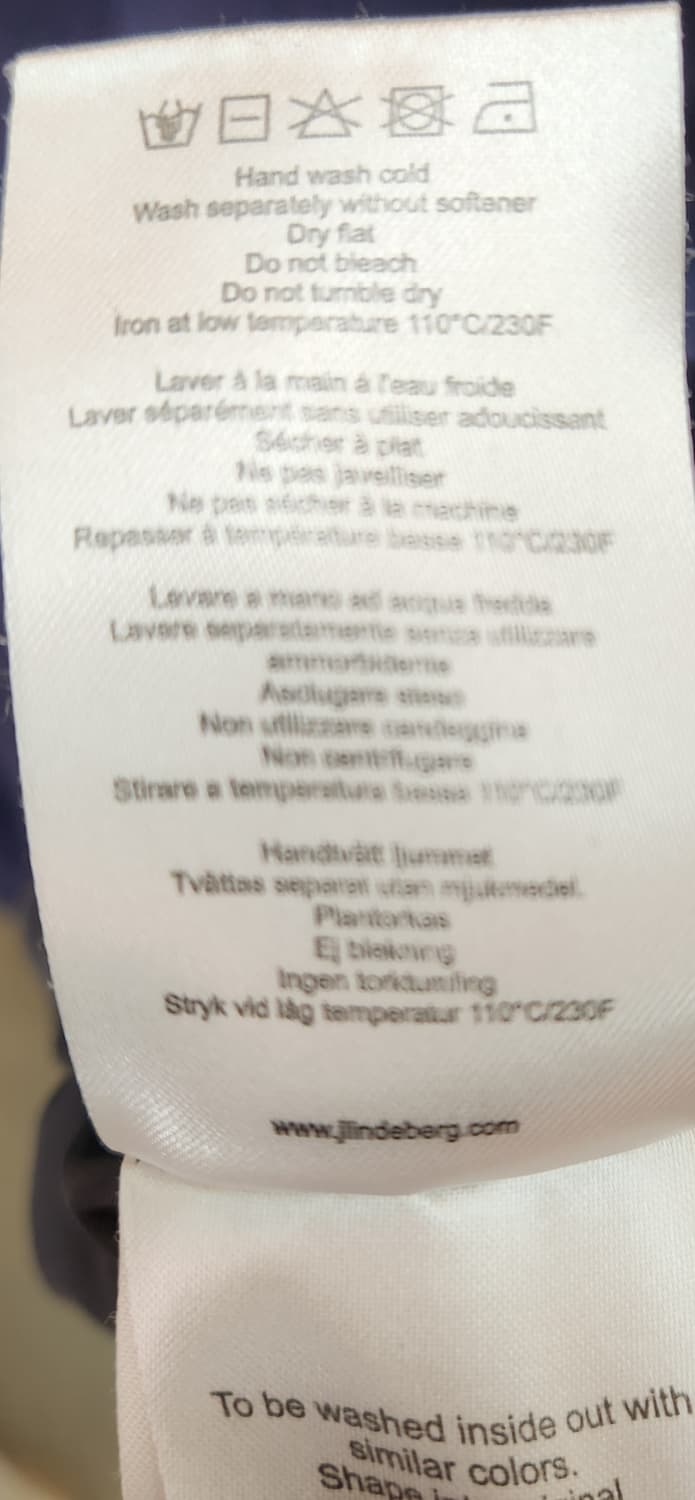 Hand wash cold
Wash separately without softener
Dry flat
Do not bleach
Do not tumble dry
Iron at low temperature 110°C/230F
Laver à la main à l'eau froide
Laver séparément sans utiliser adoucissant
Sécher à plat
Ne pas javelliser
Ne pas sécher à la machine
Repasser à température basse 110°C/230F
Lavare a mano ad acqua fredda
Lavare separatamente senza utilizzare
ammorbidente
Asciugare steso
Non utilizzare candeggina
Non centrifugare
Stirare a temperatura bassa 110°C/230F
Handtvätt ljummet
Tvättas separat utan mjukmedel.
Plantorkas
Ej blekning
Ingen torktumling
Stryk vid låg temperatur 110°C/230F
www.jlindeberg.com
To be washed inside out with
similar colors.
Shape